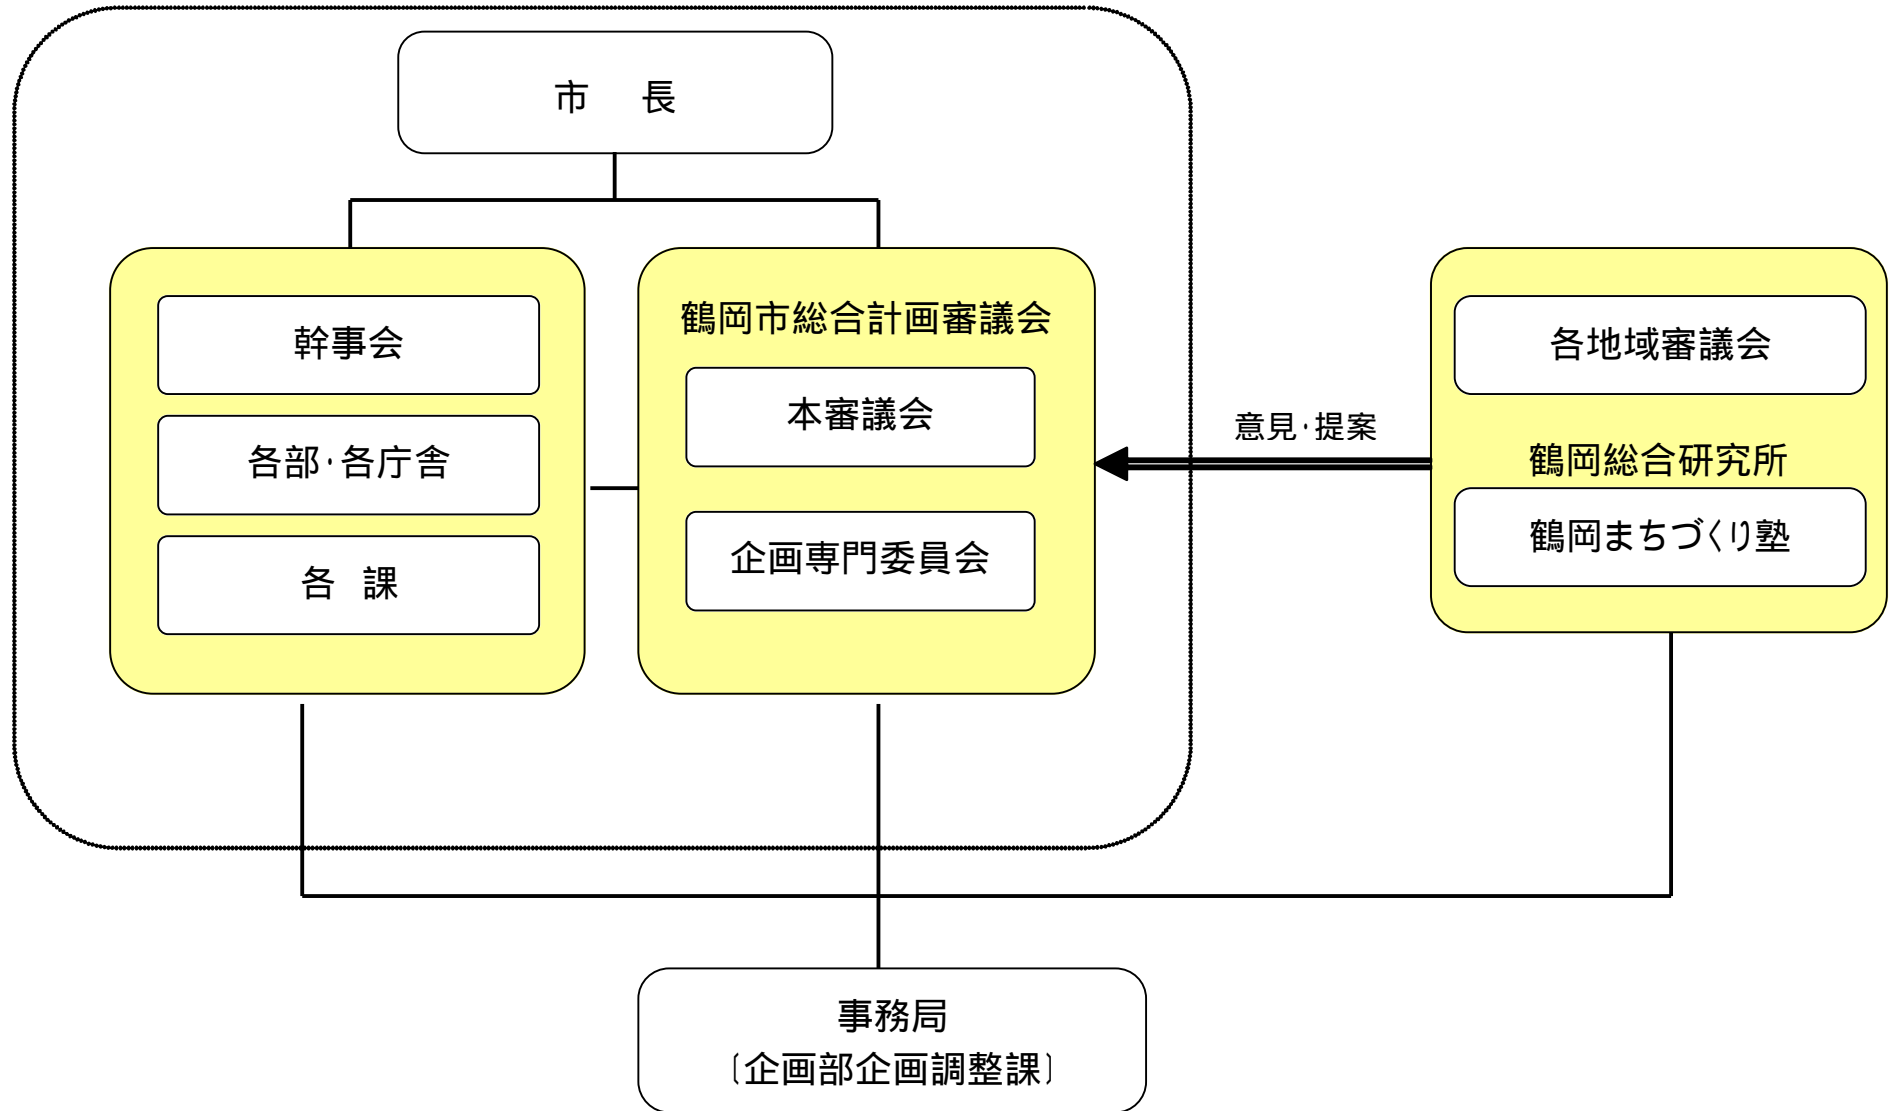 市 長
幹事会
各部・各庁舎
各 課
鶴岡市総合計画審議会
本審議会
企画専門委員会
意見・提案
各地域審議会
鶴岡総合研究所
鶴岡まちづくり塾
事務局
〔企画部企画調整課〕